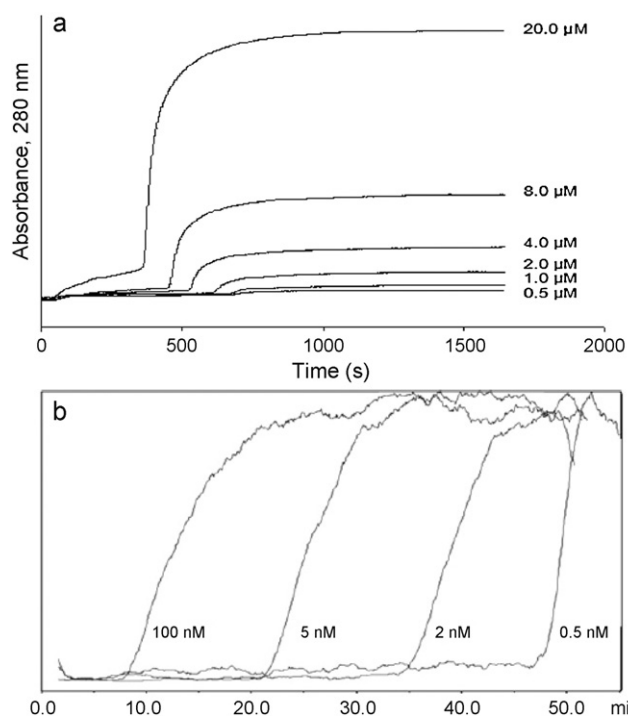 a
Absorbance, 280 nm
20.0 µM
8.0 µM
4.0 µM
2.0 µM
1.0 µM
0.5 µM
0 500 1000 1500 2000
Time (s)
b
100 nM 5 nM 2 nM 0.5 nM
0.0 10.0 20.0 30.0 40.0 50.0 mi